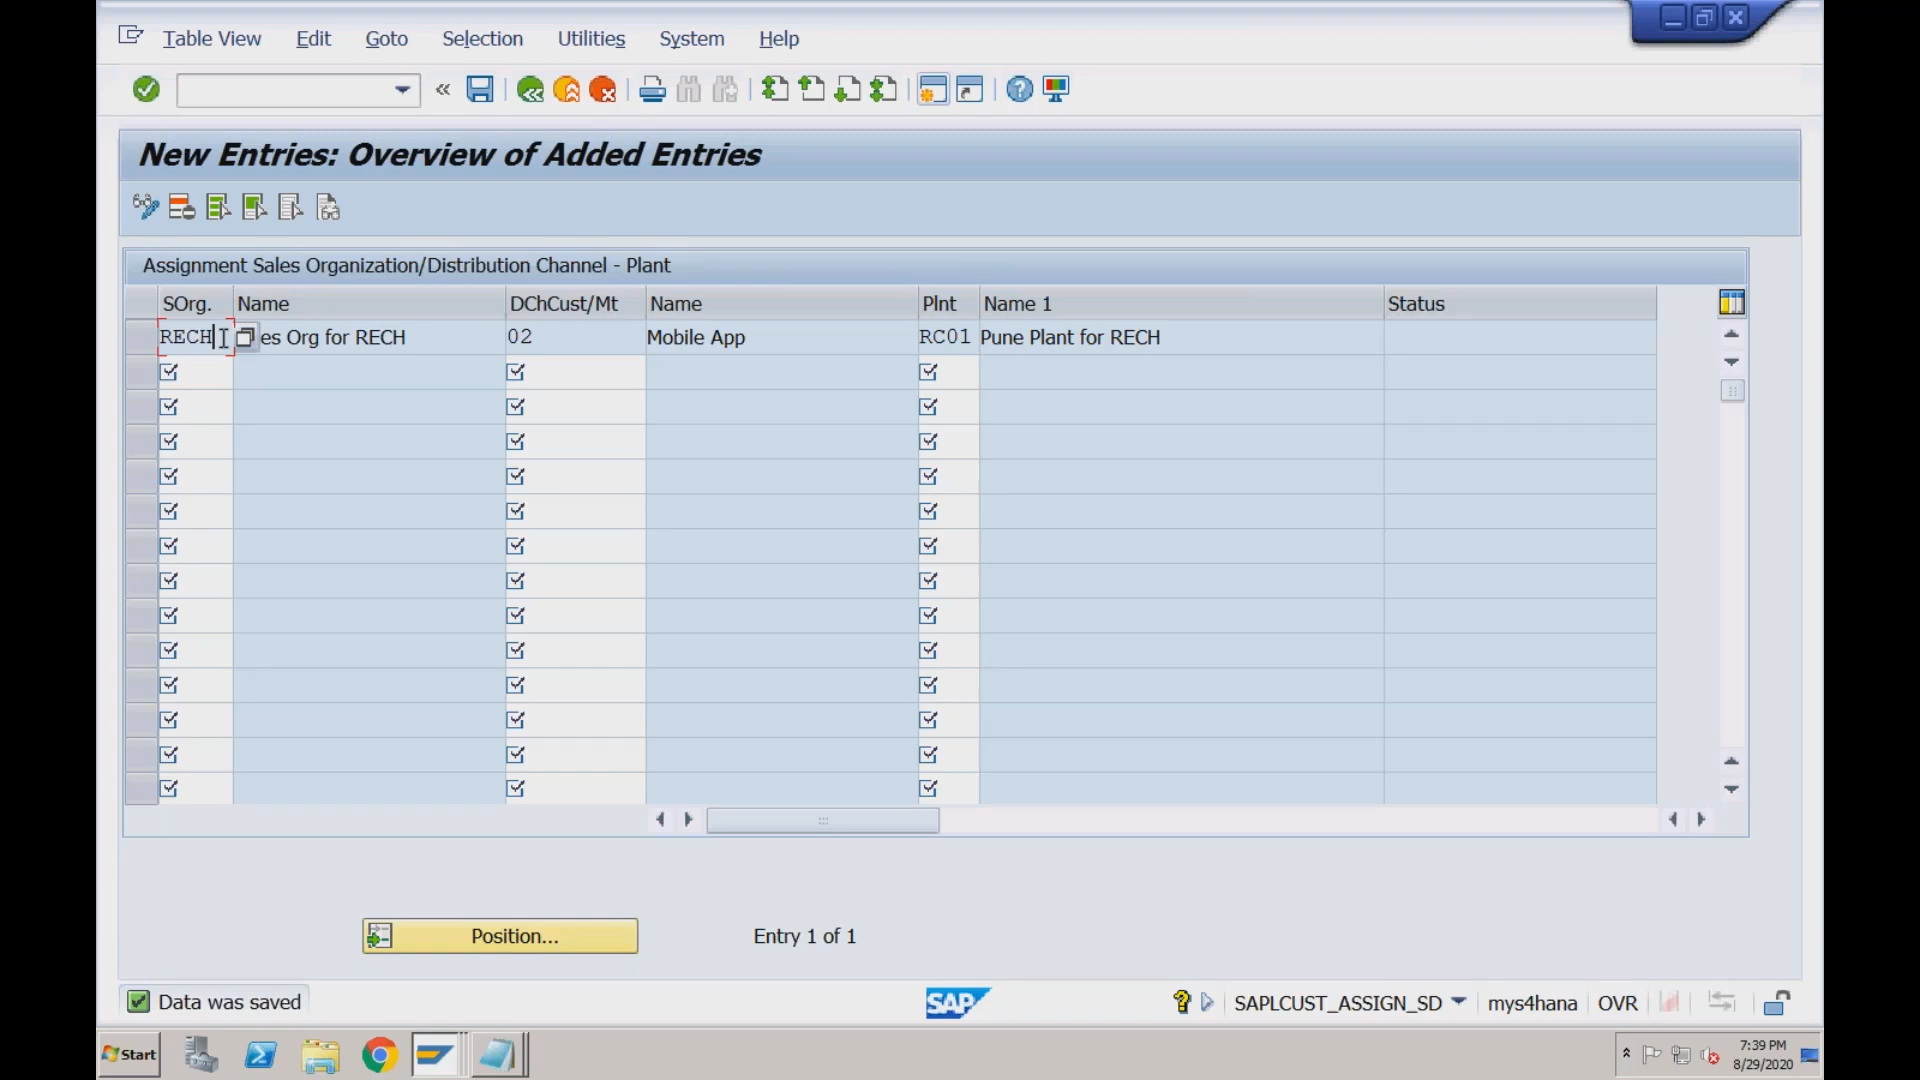 Table View Edit Goto Selection Utilities System Help
New Entries: Overview of Added Entries
Assignment Sales Organization/Distribution Channel - Plant
SOrg. Name DChCust/Mt Name Plnt Name 1 Status
RECH es Org for RECH 02 Mobile App RC01 Pune Plant for RECH
Position... Entry 1 of 1
Data was saved SAP SAPLCUST_ASSIGN_SD mys4hana OVR
Start 7:39 PM
8/29/2020